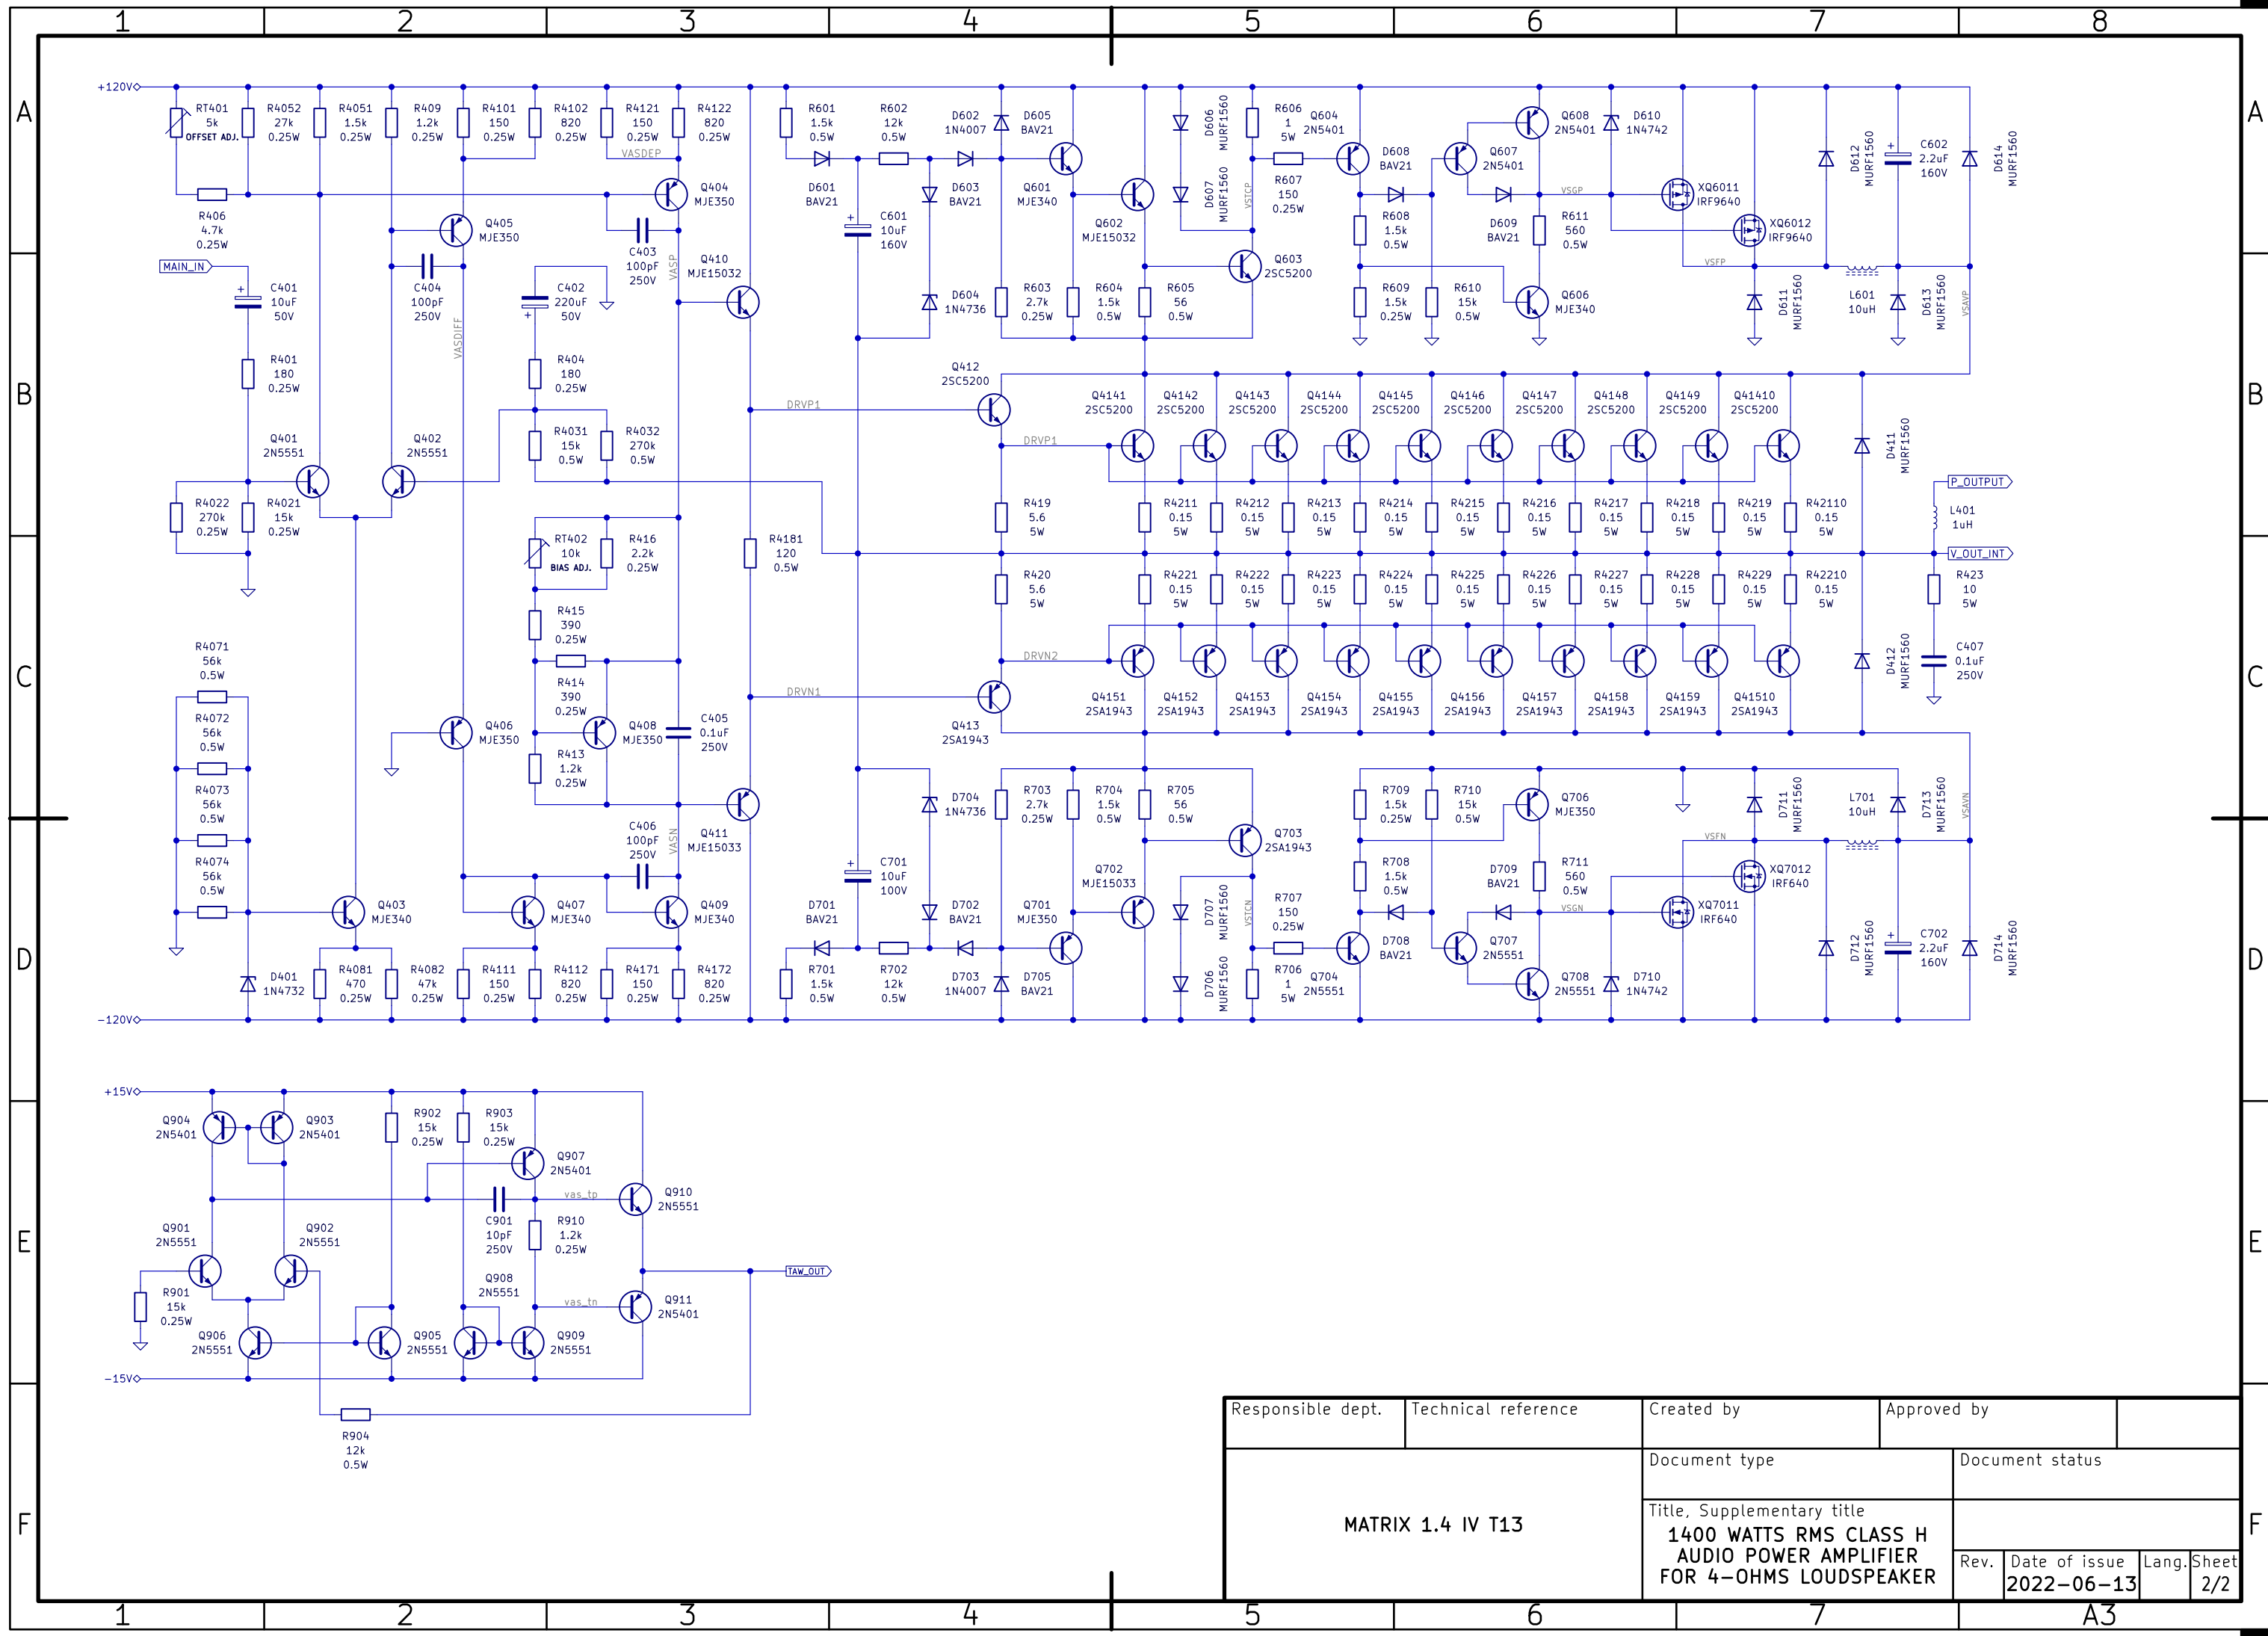 1 2 3 4 5 6 7 8
A
+120V
RT401
5k
OFFSET ADJ.
R4052
27k
0.25W
R4051
1.5k
0.25W
R409
1.2k
0.25W
R4101
150
0.25W
R4102
820
0.25W
R4121
150
0.25W
R4122
820
0.25W
VASDEP
R601
1.5k
0.5W
R602
12k
0.5W
D602
1N4007
D605
BAV21
D606
MURF1560
R606
1
5W
Q604
2N5401
Q608
2N5401
D610
1N4742
D612
MURF1560
C602
2.2uF
160V
D614
MURF1560
A
R406
4.7k
0.25W
Q405
MJE350
Q404
MJE350
C403
100pF
250V
D601
BAV21
C601
10uF
160V
D603
BAV21
Q601
MJE340
Q602
MJE15032
D607
MURF1560
VSTCP
R607
150
0.25W
D608
BAV21
Q607
2N5401
R608
1.5k
0.5W
D609
BAV21
R611
560
0.5W
VSGP
XQ6011
IRF9640
XQ6012
IRF9640
VSFP
B
MAIN_IN
C401
10uF
50V
C404
100pF
250V
VASDIFF
C402
220uF
50V
VASP
Q410
MJE15032
D604
1N4736
R603
2.7k
0.25W
R604
1.5k
0.5W
R605
56
0.5W
Q603
2SC5200
R609
1.5k
0.25W
R610
15k
0.5W
Q606
MJE340
D611
MURF1560
L601
10uH
D613
MURF1560
VSAVP
B
R401
180
0.25W
R404
180
0.25W
R4031
15k
0.5W
R4032
270k
0.5W
Q401
2N5551
Q402
2N5551
DRVP1
Q412
2SC5200
DRVP1
Q4141
2SC5200
Q4142
2SC5200
Q4143
2SC5200
Q4144
2SC5200
Q4145
2SC5200
Q4146
2SC5200
Q4147
2SC5200
Q4148
2SC5200
Q4149
2SC5200
Q41410
2SC5200
D411
MURF1560
P_OUTPUT
L401
1uH
V_OUT_INT
R4022
270k
0.25W
R4021
15k
0.25W
RT402
10k
BIAS ADJ.
R416
2.2k
0.25W
R4181
120
0.5W
R419
5.6
5W
R4211
0.15
5W
R4212
0.15
5W
R4213
0.15
5W
R4214
0.15
5W
R4215
0.15
5W
R4216
0.15
5W
R4217
0.15
5W
R4218
0.15
5W
R4219
0.15
5W
R42110
0.15
5W
R420
5.6
5W
R4221
0.15
5W
R4222
0.15
5W
R4223
0.15
5W
R4224
0.15
5W
R4225
0.15
5W
R4226
0.15
5W
R4227
0.15
5W
R4228
0.15
5W
R4229
0.15
5W
R42210
0.15
5W
R423
10
5W
C
R415
390
0.25W
R414
390
0.25W
DRVN2
DRVN1
Q413
2SA1943
Q4151
2SA1943
Q4152
2SA1943
Q4153
2SA1943
Q4154
2SA1943
Q4155
2SA1943
Q4156
2SA1943
Q4157
2SA1943
Q4158
2SA1943
Q4159
2SA1943
Q41510
2SA1943
D412
MURF1560
C407
0.1uF
250V
C
R4071
56k
0.5W
R4072
56k
0.5W
R4073
56k
0.5W
R4074
56k
0.5W
Q406
MJE350
Q408
MJE350
C405
0.1uF
250V
R413
1.2k
0.25W
C406
100pF
250V
VASN
Q411
MJE15033
D704
1N4736
R703
2.7k
0.25W
R704
1.5k
0.5W
R705
56
0.5W
Q703
2SA1943
R709
1.5k
0.25W
R710
15k
0.5W
Q706
MJE350
D711
MURF1560
L701
10uH
D713
MURF1560
VSAVN
VSFN
D
Q403
MJE340
Q407
MJE340
Q409
MJE340
D701
BAV21
C701
10uF
100V
D702
BAV21
Q701
MJE350
Q702
MJE15033
D707
MURF1560
VSTCN
R707
150
0.25W
R708
1.5k
0.5W
D709
BAV21
R711
560
0.5W
VSGN
XQ7011
IRF640
XQ7012
IRF640
D
D401
1N4732
R4081
470
0.25W
R4082
47k
0.25W
R4111
150
0.25W
R4112
820
0.25W
R4171
150
0.25W
R4172
820
0.25W
R701
1.5k
0.5W
R702
12k
0.5W
D703
1N4007
D705
BAV21
D706
MURF1560
R706
1
5W
Q704
2N5551
D708
BAV21
Q707
2N5551
Q708
2N5551
D710
1N4742
D712
MURF1560
C702
2.2uF
160V
D714
MURF1560
-120V
+15V
Q904
2N5401
Q903
2N5401
R902
15k
0.25W
R903
15k
0.25W
Q907
2N5401
vas_tp
Q910
2N5551
E
Q901
2N5551
Q902
2N5551
C901
10pF
250V
R910
1.2k
0.25W
TAW_OUT
E
R901
15k
0.25W
Q908
2N5551
vas_tn
Q911
2N5401
Q906
2N5551
Q905
2N5551
Q909
2N5551
-15V
R904
12k
0.5W
F
Responsible dept.
Technical reference
Created by
Approved by
Document type
Document status
MATRIX 1.4 IV T13
Title, Supplementary title
1400 WATTS RMS CLASS H
AUDIO POWER AMPLIFIER
FOR 4-OHMS LOUDSPEAKER
Rev.
Date of issue
2022-06-13
Lang.
Sheet
2/2
F
1 2 3 4 5 6 7 A3